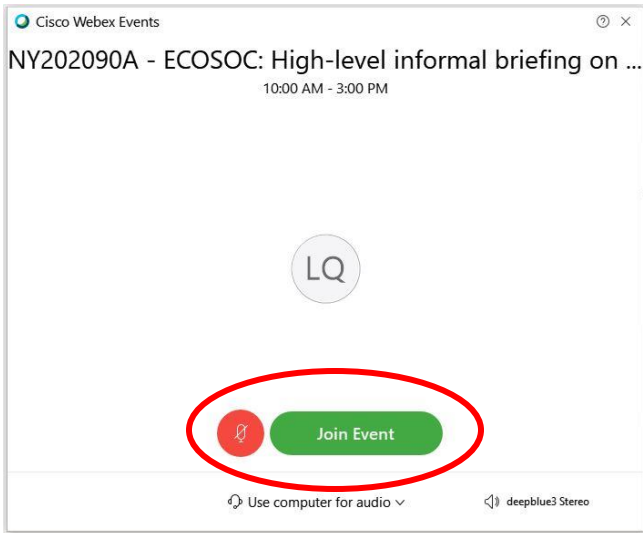 Cisco Webex Events
NY202090A - ECOSOC: High-level informal briefing on ...
10:00 AM - 3:00 PM
LQ
Join Event
Use computer for audio
deepblue3 Stereo